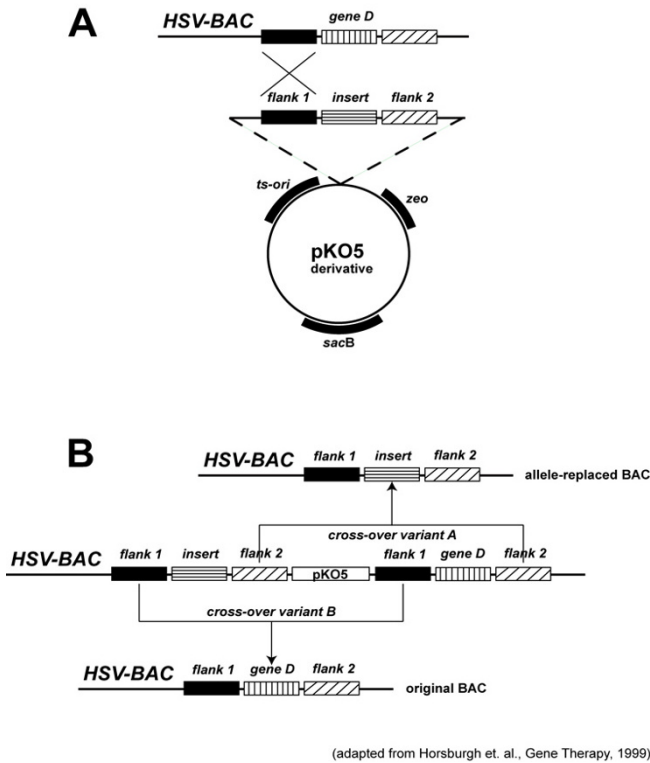 A
HSV-BAC
gene D
flank 1 insert flank 2
ts-ori
zeo
pKO5
derivative
sacB
B
HSV-BAC flank 1 insert flank 2 allele-replaced BAC
cross-over variant A
HSV-BAC flank 1 insert flank 2 pKO5 flank 1 gene D flank 2
cross-over variant B
HSV-BAC flank 1 gene D flank 2 original BAC
(adapted from Horsburgh et. al., Gene Therapy, 1999)